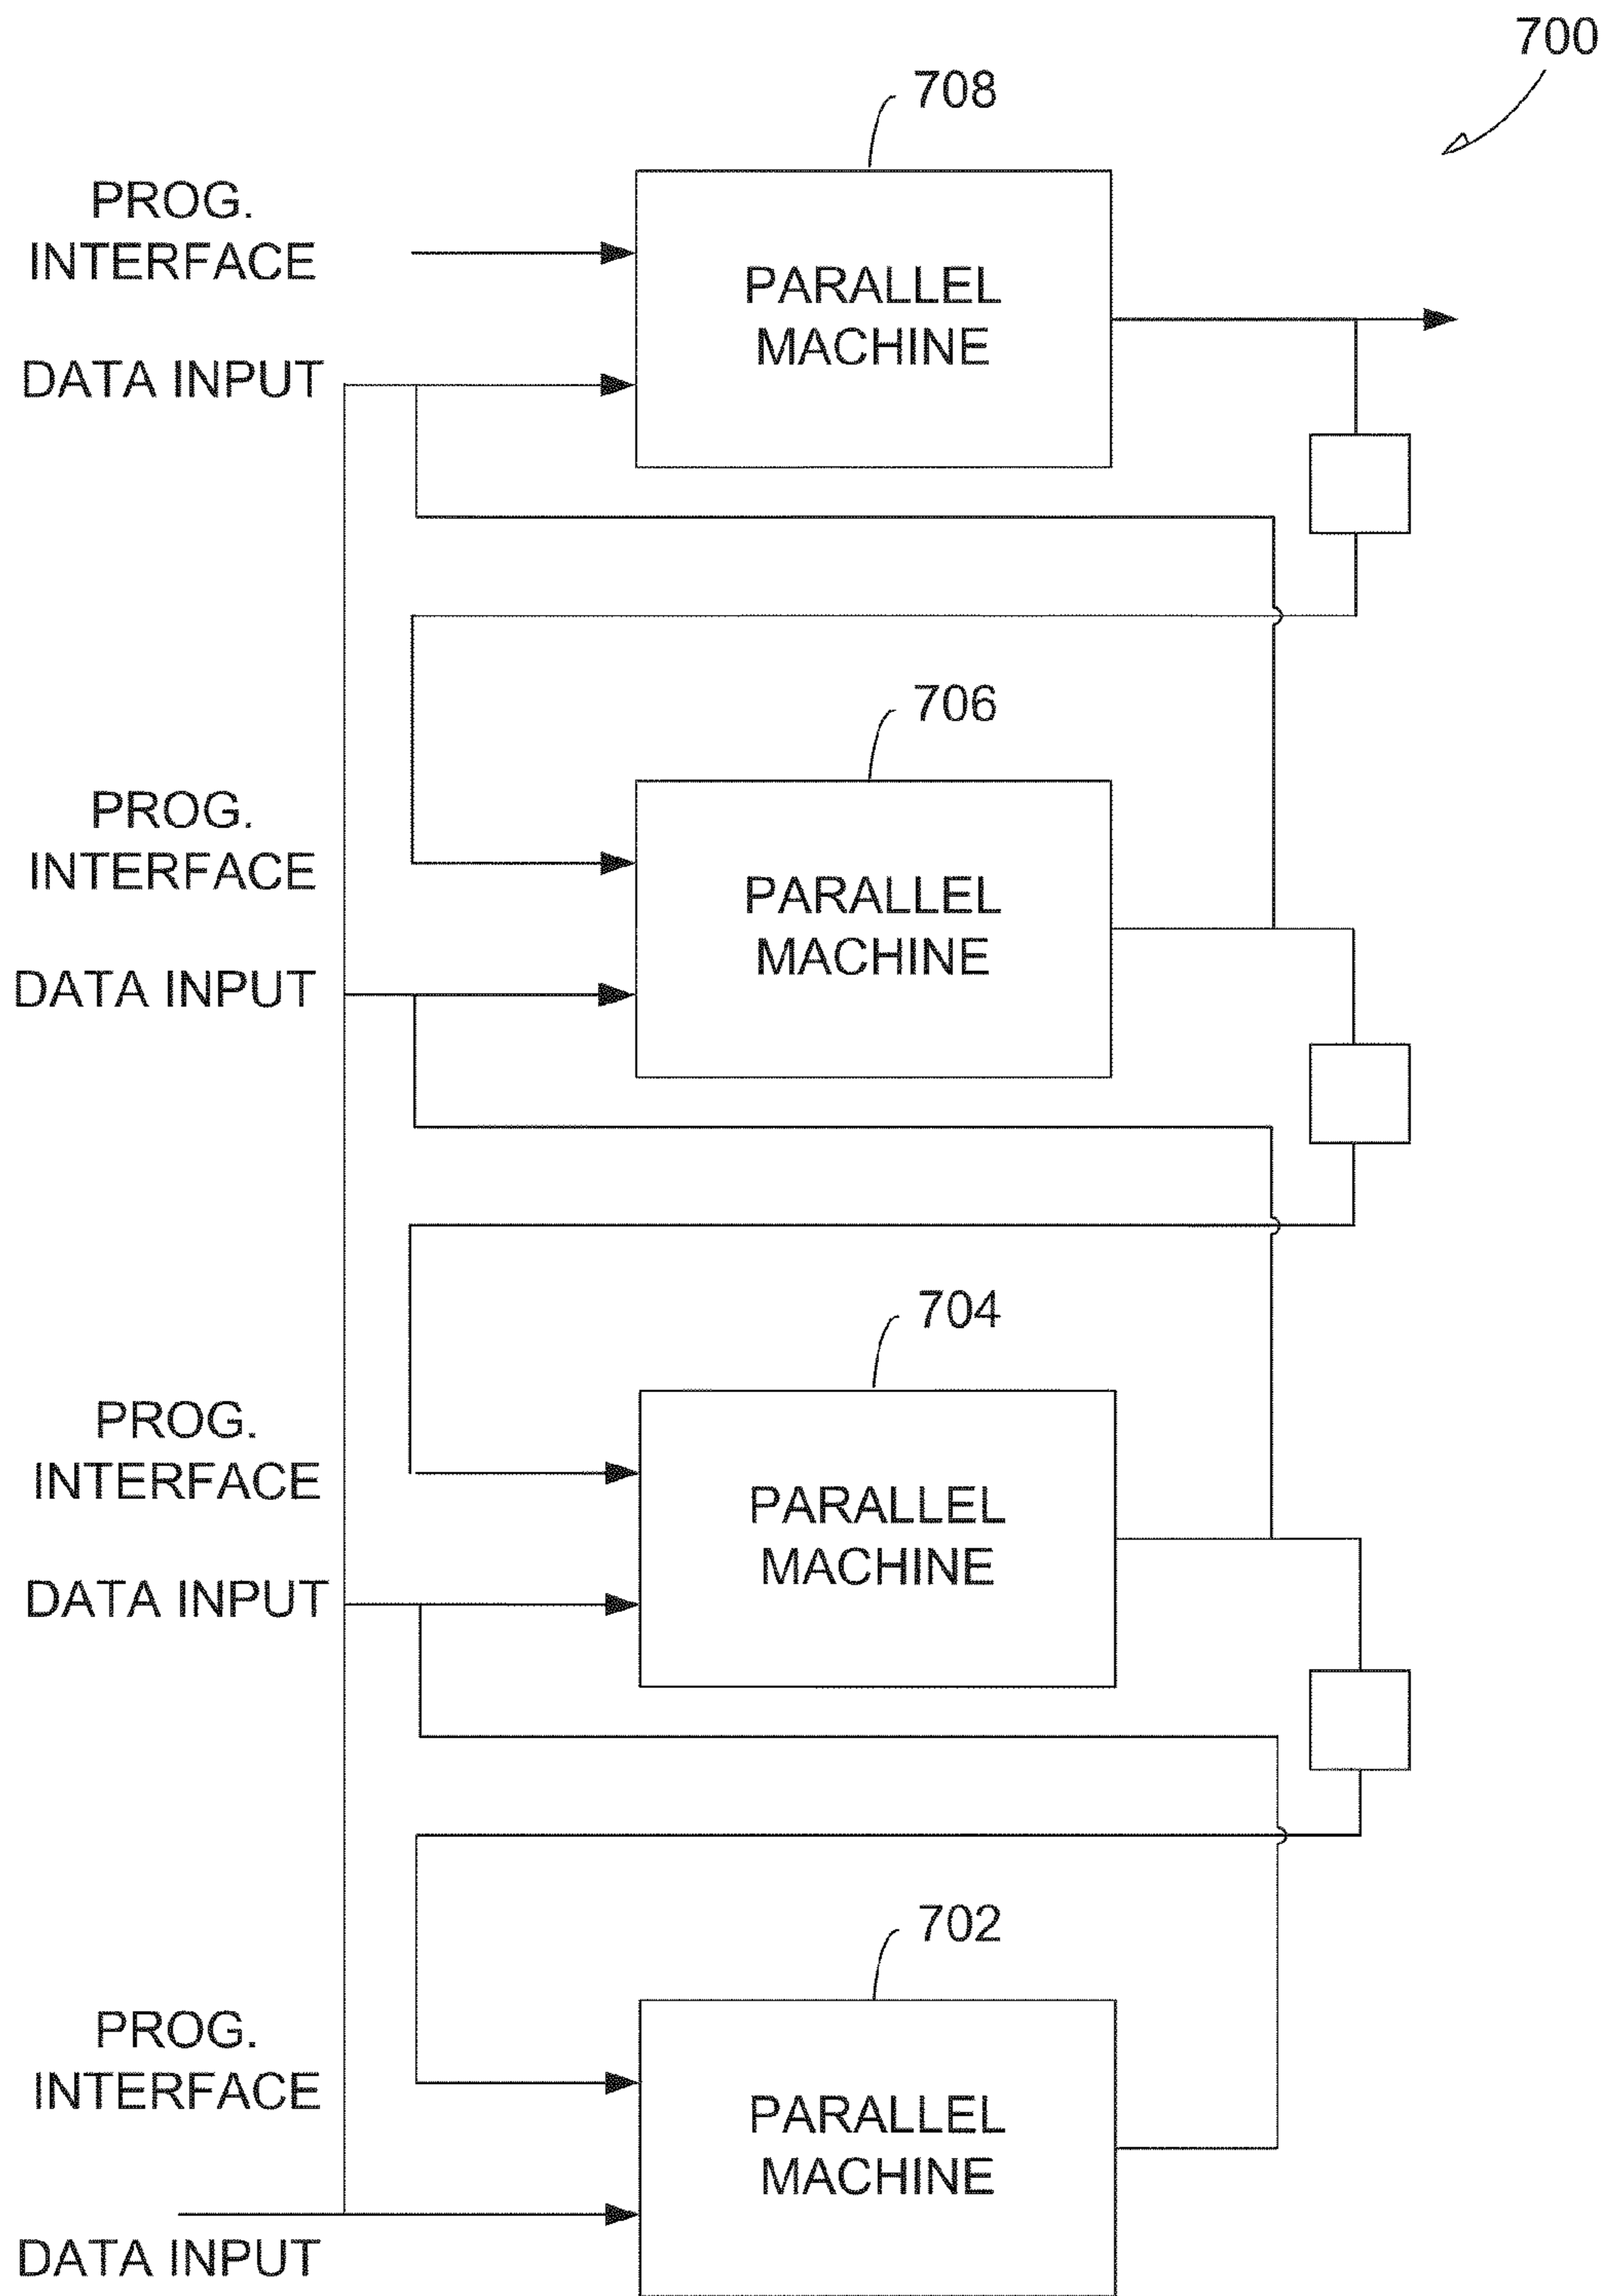 700
708
PROG.
INTERFACE
PARALLEL
MACHINE
DATA INPUT
706
PROG.
INTERFACE
PARALLEL
MACHINE
DATA INPUT
704
PROG.
INTERFACE
PARALLEL
MACHINE
DATA INPUT
702
PROG.
INTERFACE
PARALLEL
MACHINE
DATA INPUT